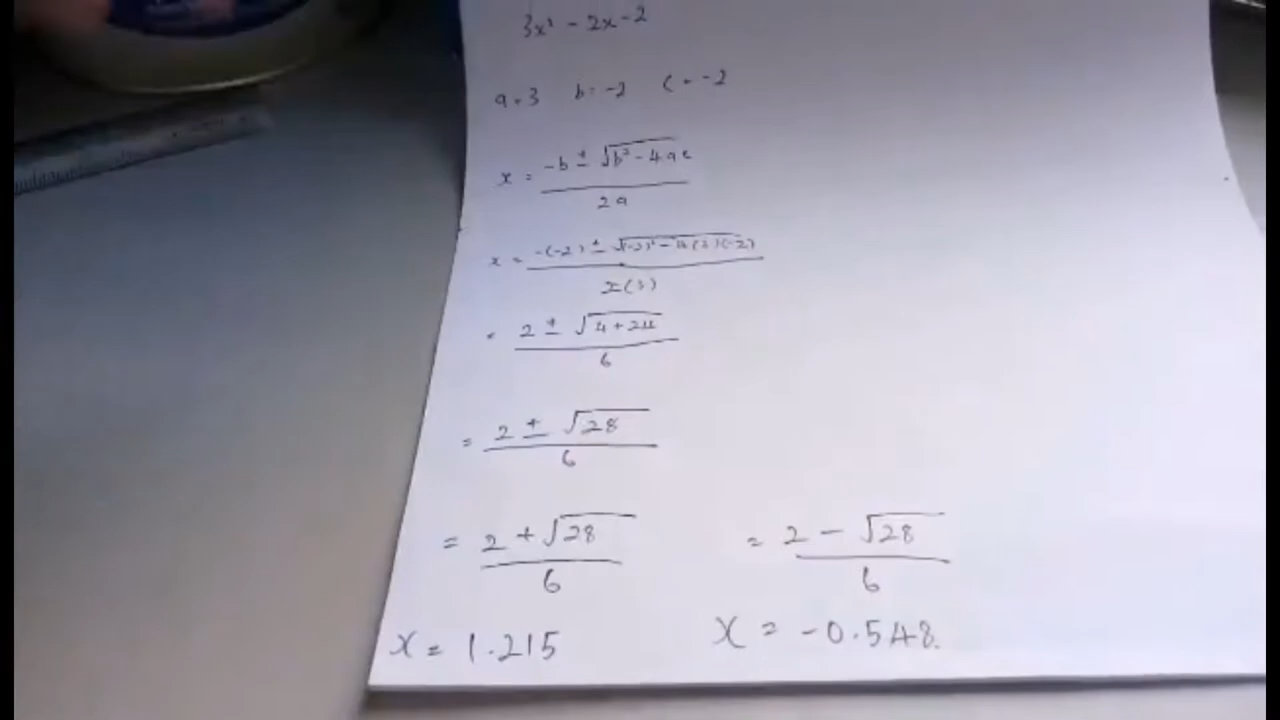 3x² - 2x - 2
a = 3 b = -2 c = -2
x = -b ± √b² - 4ac / 2a
x = -(-2) ± √(-2)² - 4(3)(-2) / 2(3)
= 2 ± √4 + 24 / 6
= 2 ± √28 / 6
= 2 + √28 / 6 = 2 - √28 / 6
x = 1.215 x = -0.548.